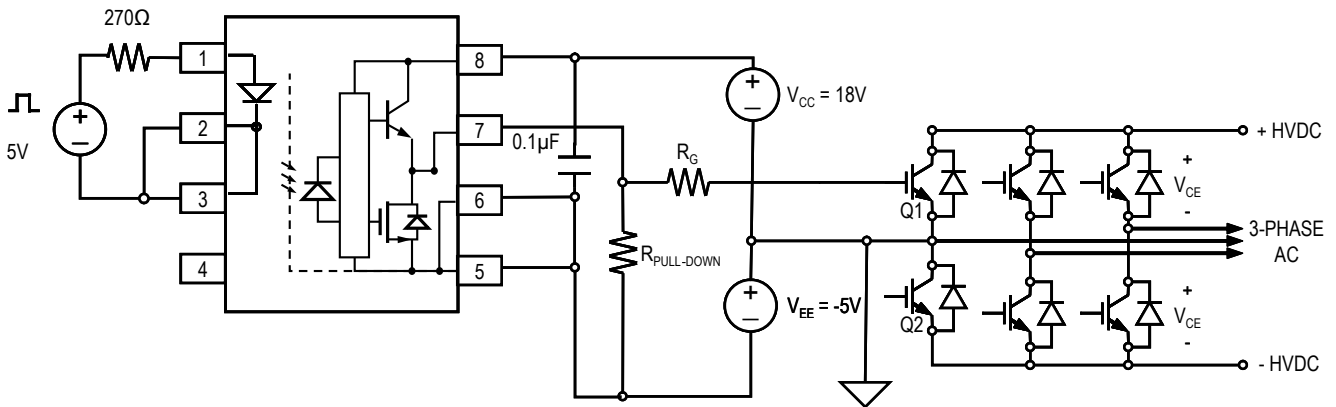 270Ω
5V
+
–
1
2
3
4
8
7
6
5
0.1µF
+
–
V_CC = 18V
R_G
R_PULL-DOWN
+
–
V_EE = -5V
Q1
Q2
+
V_CE
-
+
V_CE
-
+ HVDC
3-PHASE
AC
- HVDC